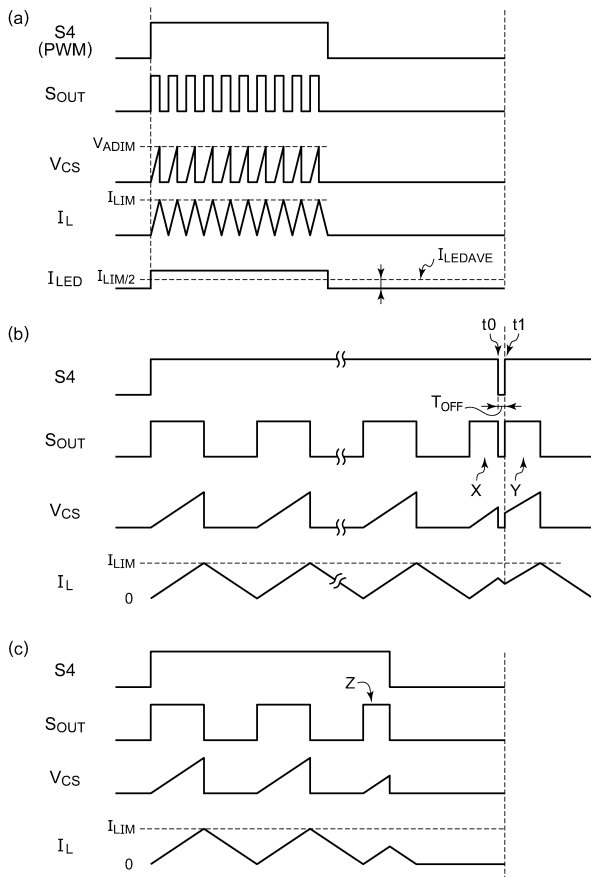 (a)
S4
(PWM)
SOUT
VADIM
VCS
ILIM
IL
ILEDAVE
ILED
ILIM/2
(b)
t0 t1
S4
TOFF
SOUT
X Y
VCS
ILIM
IL
0
(c)
S4
Z
SOUT
VCS
ILIM
IL
0